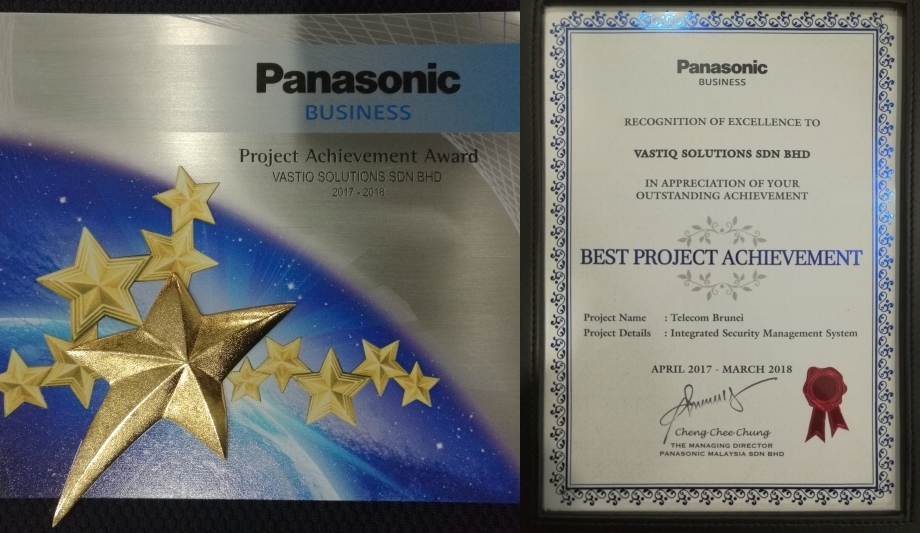 Panasonic
BUSINESS
Project Achievement Award
VASTIQ SOLUTIONS SDN BHD
2017 - 2018
Panasonic
BUSINESS
RECOGNITION OF EXCELLENCE TO
VASTIQ SOLUTIONS SDN BHD
IN APPRECIATION OF YOUR
OUTSTANDING ACHIEVEMENT
BEST PROJECT ACHIEVEMENT
Project Name : Telecom Brunei
Project Details : Integrated Security Management System
APRIL 2017 - MARCH 2018
Cheng Chee Chung
THE MANAGING DIRECTOR
PANASONIC MALAYSIA SDN BHD